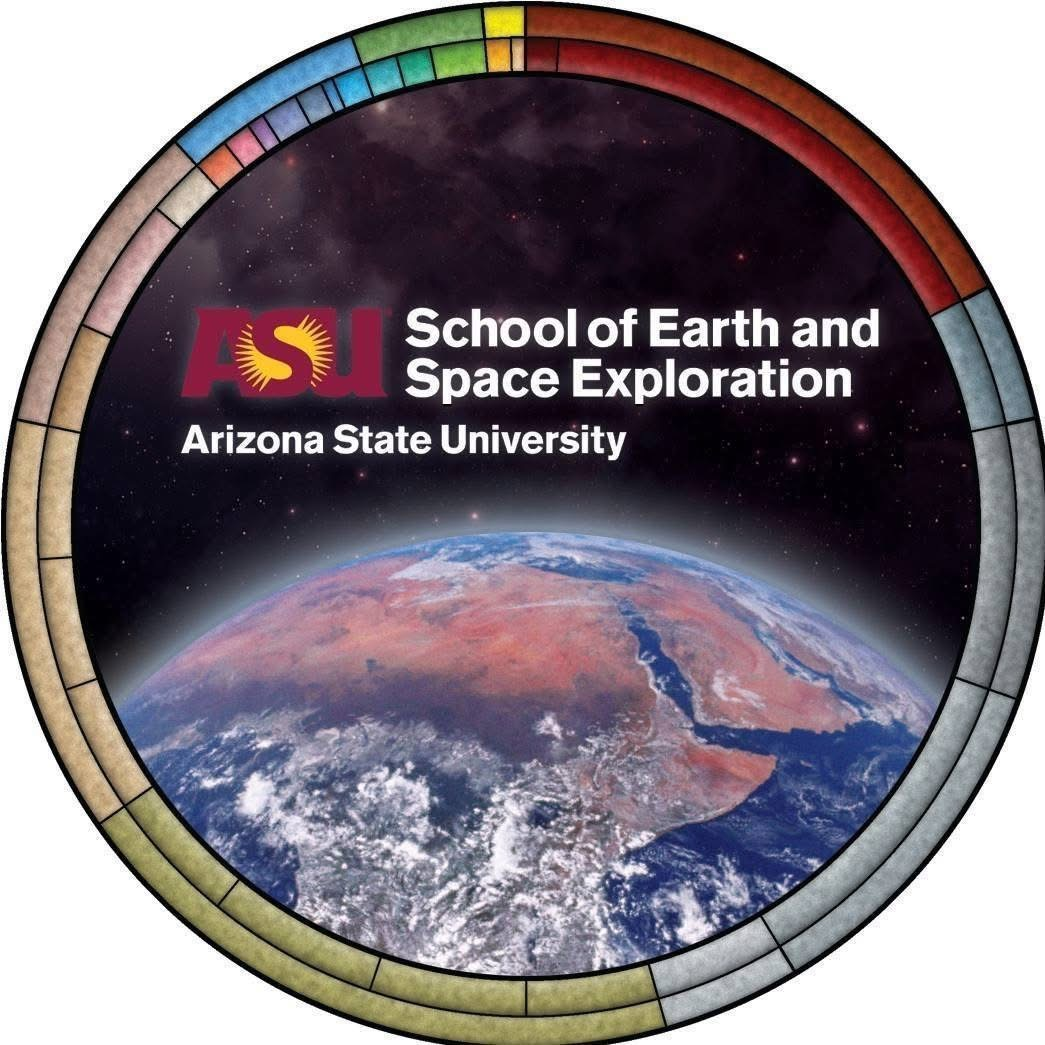 ASU School of Earth and
Space Exploration
Arizona State University